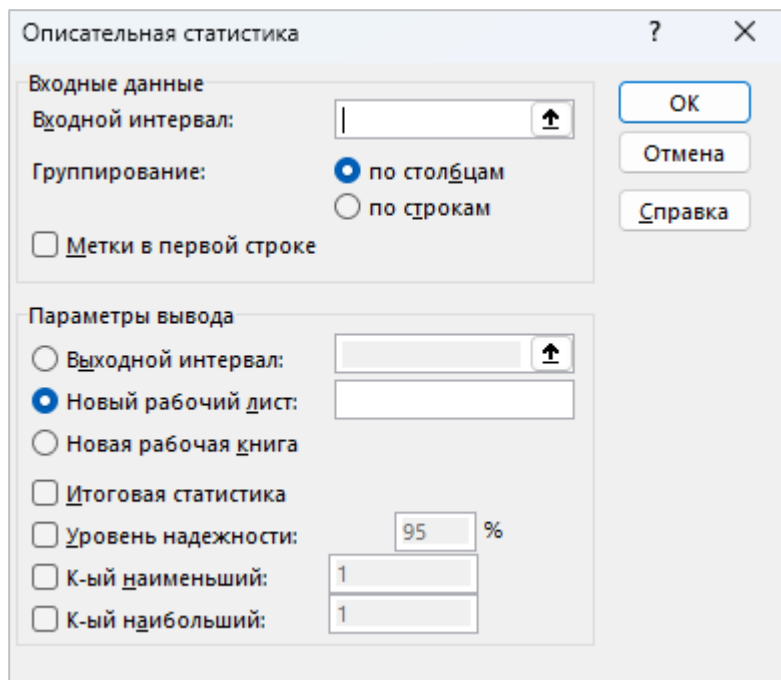 Описательная статистика ?
Входные данные
Входной интервал:
Группирование: по столбцам
по строкам
Метки в первой строке
ОК
Отмена
Справка
Параметры вывода
Выходной интервал:
Новый рабочий лист:
Новая рабочая книга
Итоговая статистика
Уровень надежности: 95 %
К-ый наименьший: 1
К-ый наибольший: 1